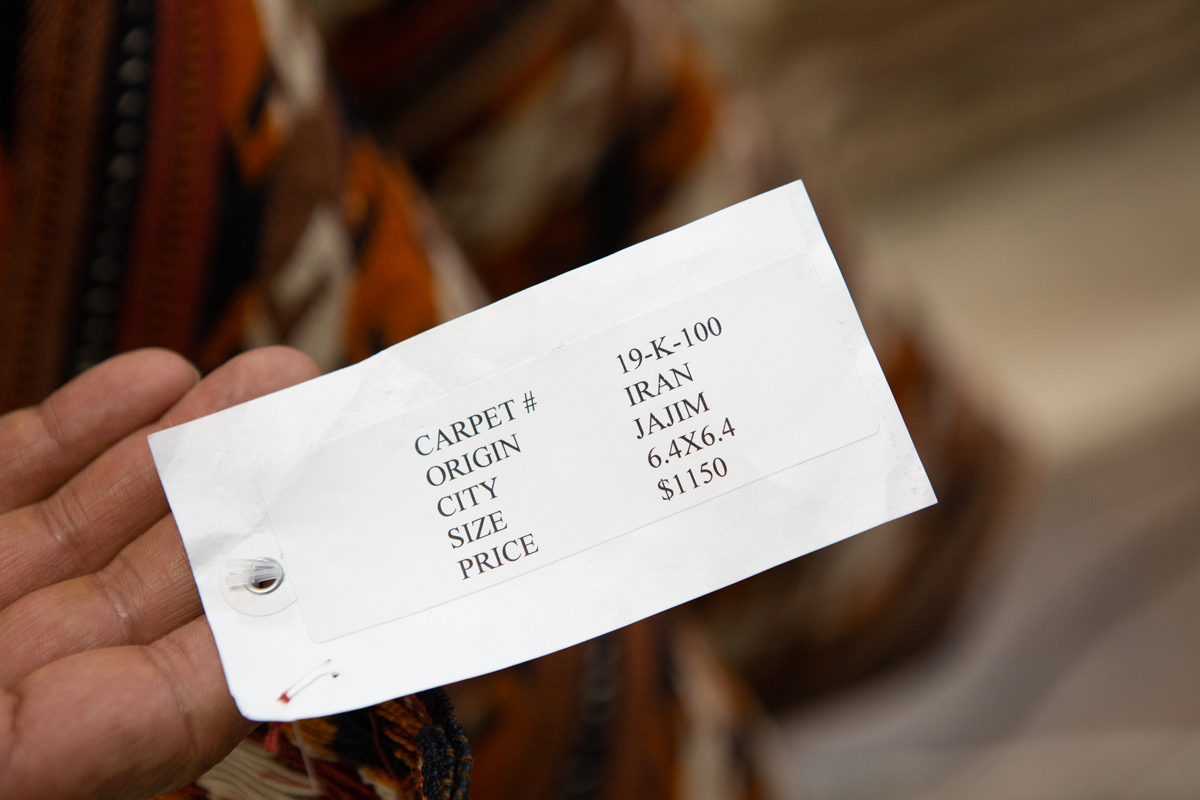 CARPET # 19-K-100
ORIGIN IRAN
CITY JAJIM
SIZE 6.4X6.4
PRICE $1150